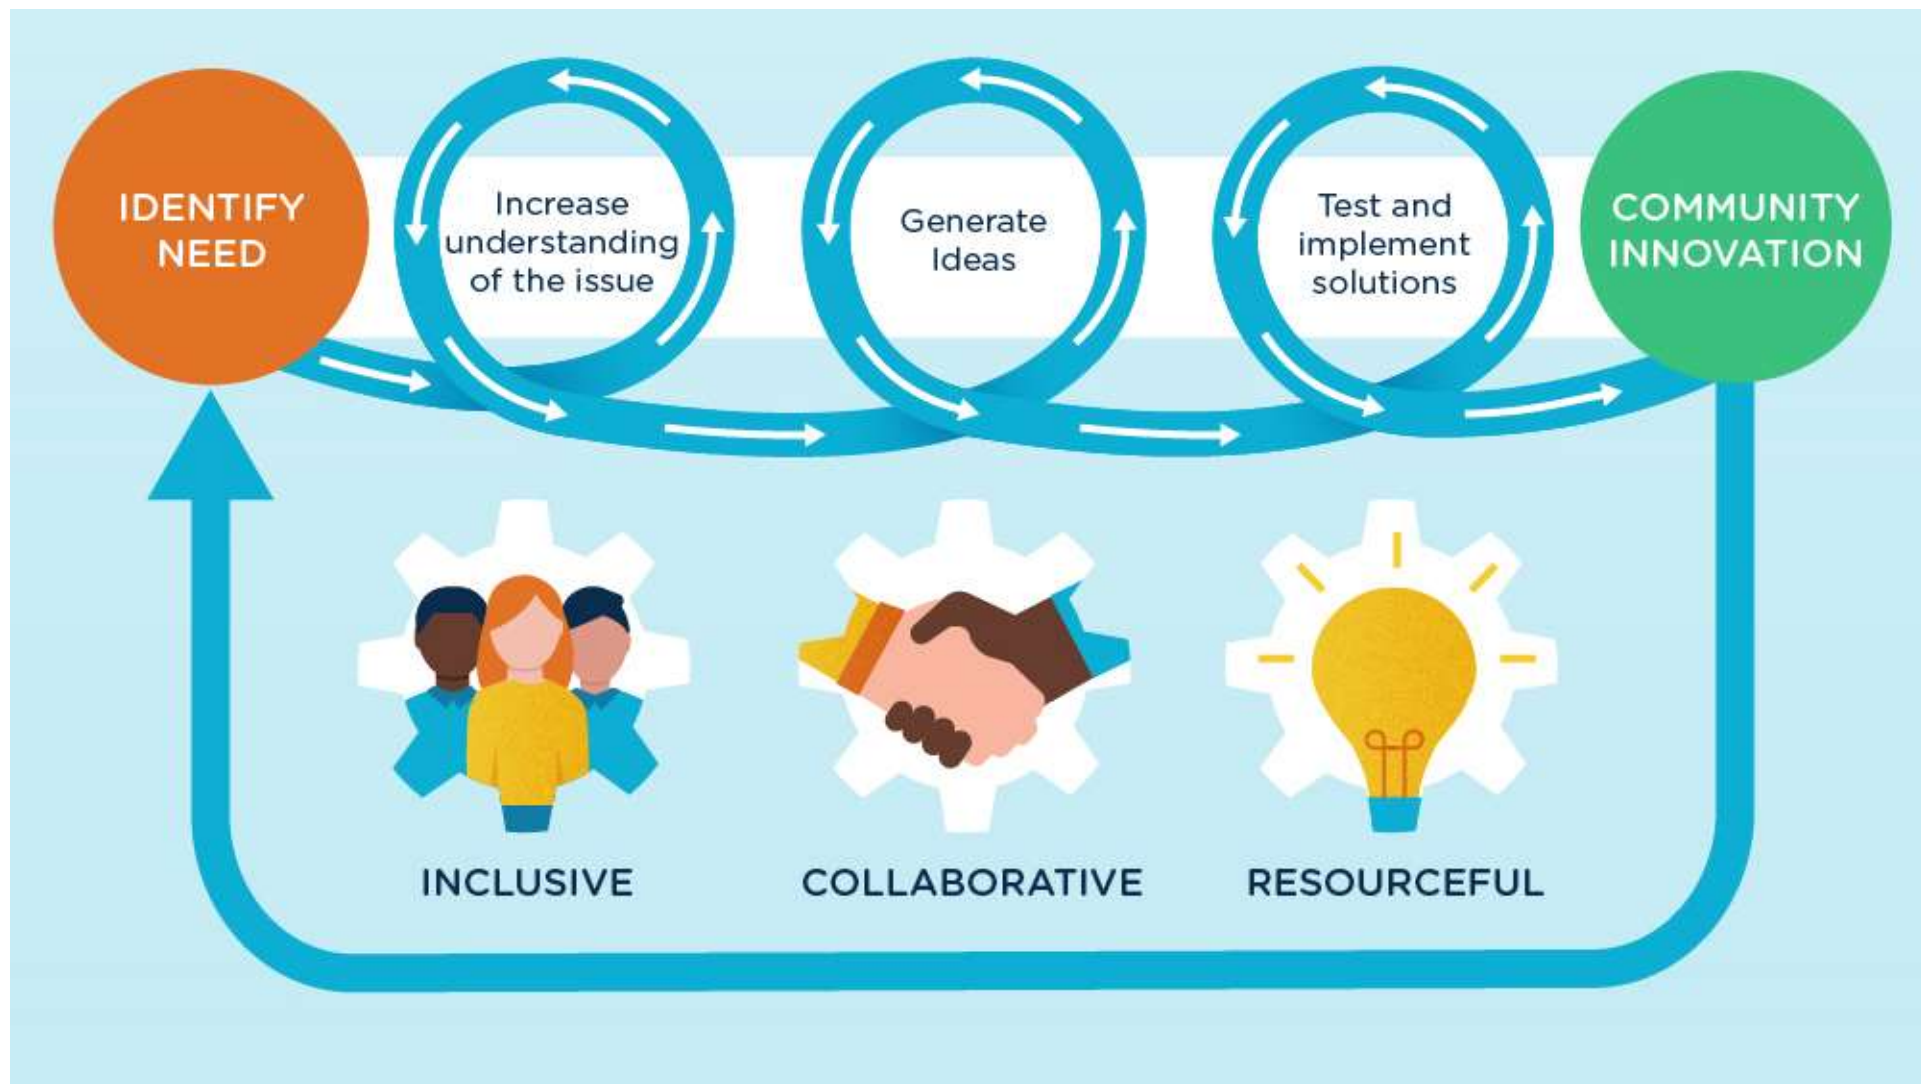 IDENTIFY
NEED
Increase
understanding
of the issue
Generate
Ideas
Test and
implement
solutions
COMMUNITY
INNOVATION
INCLUSIVE
COLLABORATIVE
RESOURCEFUL